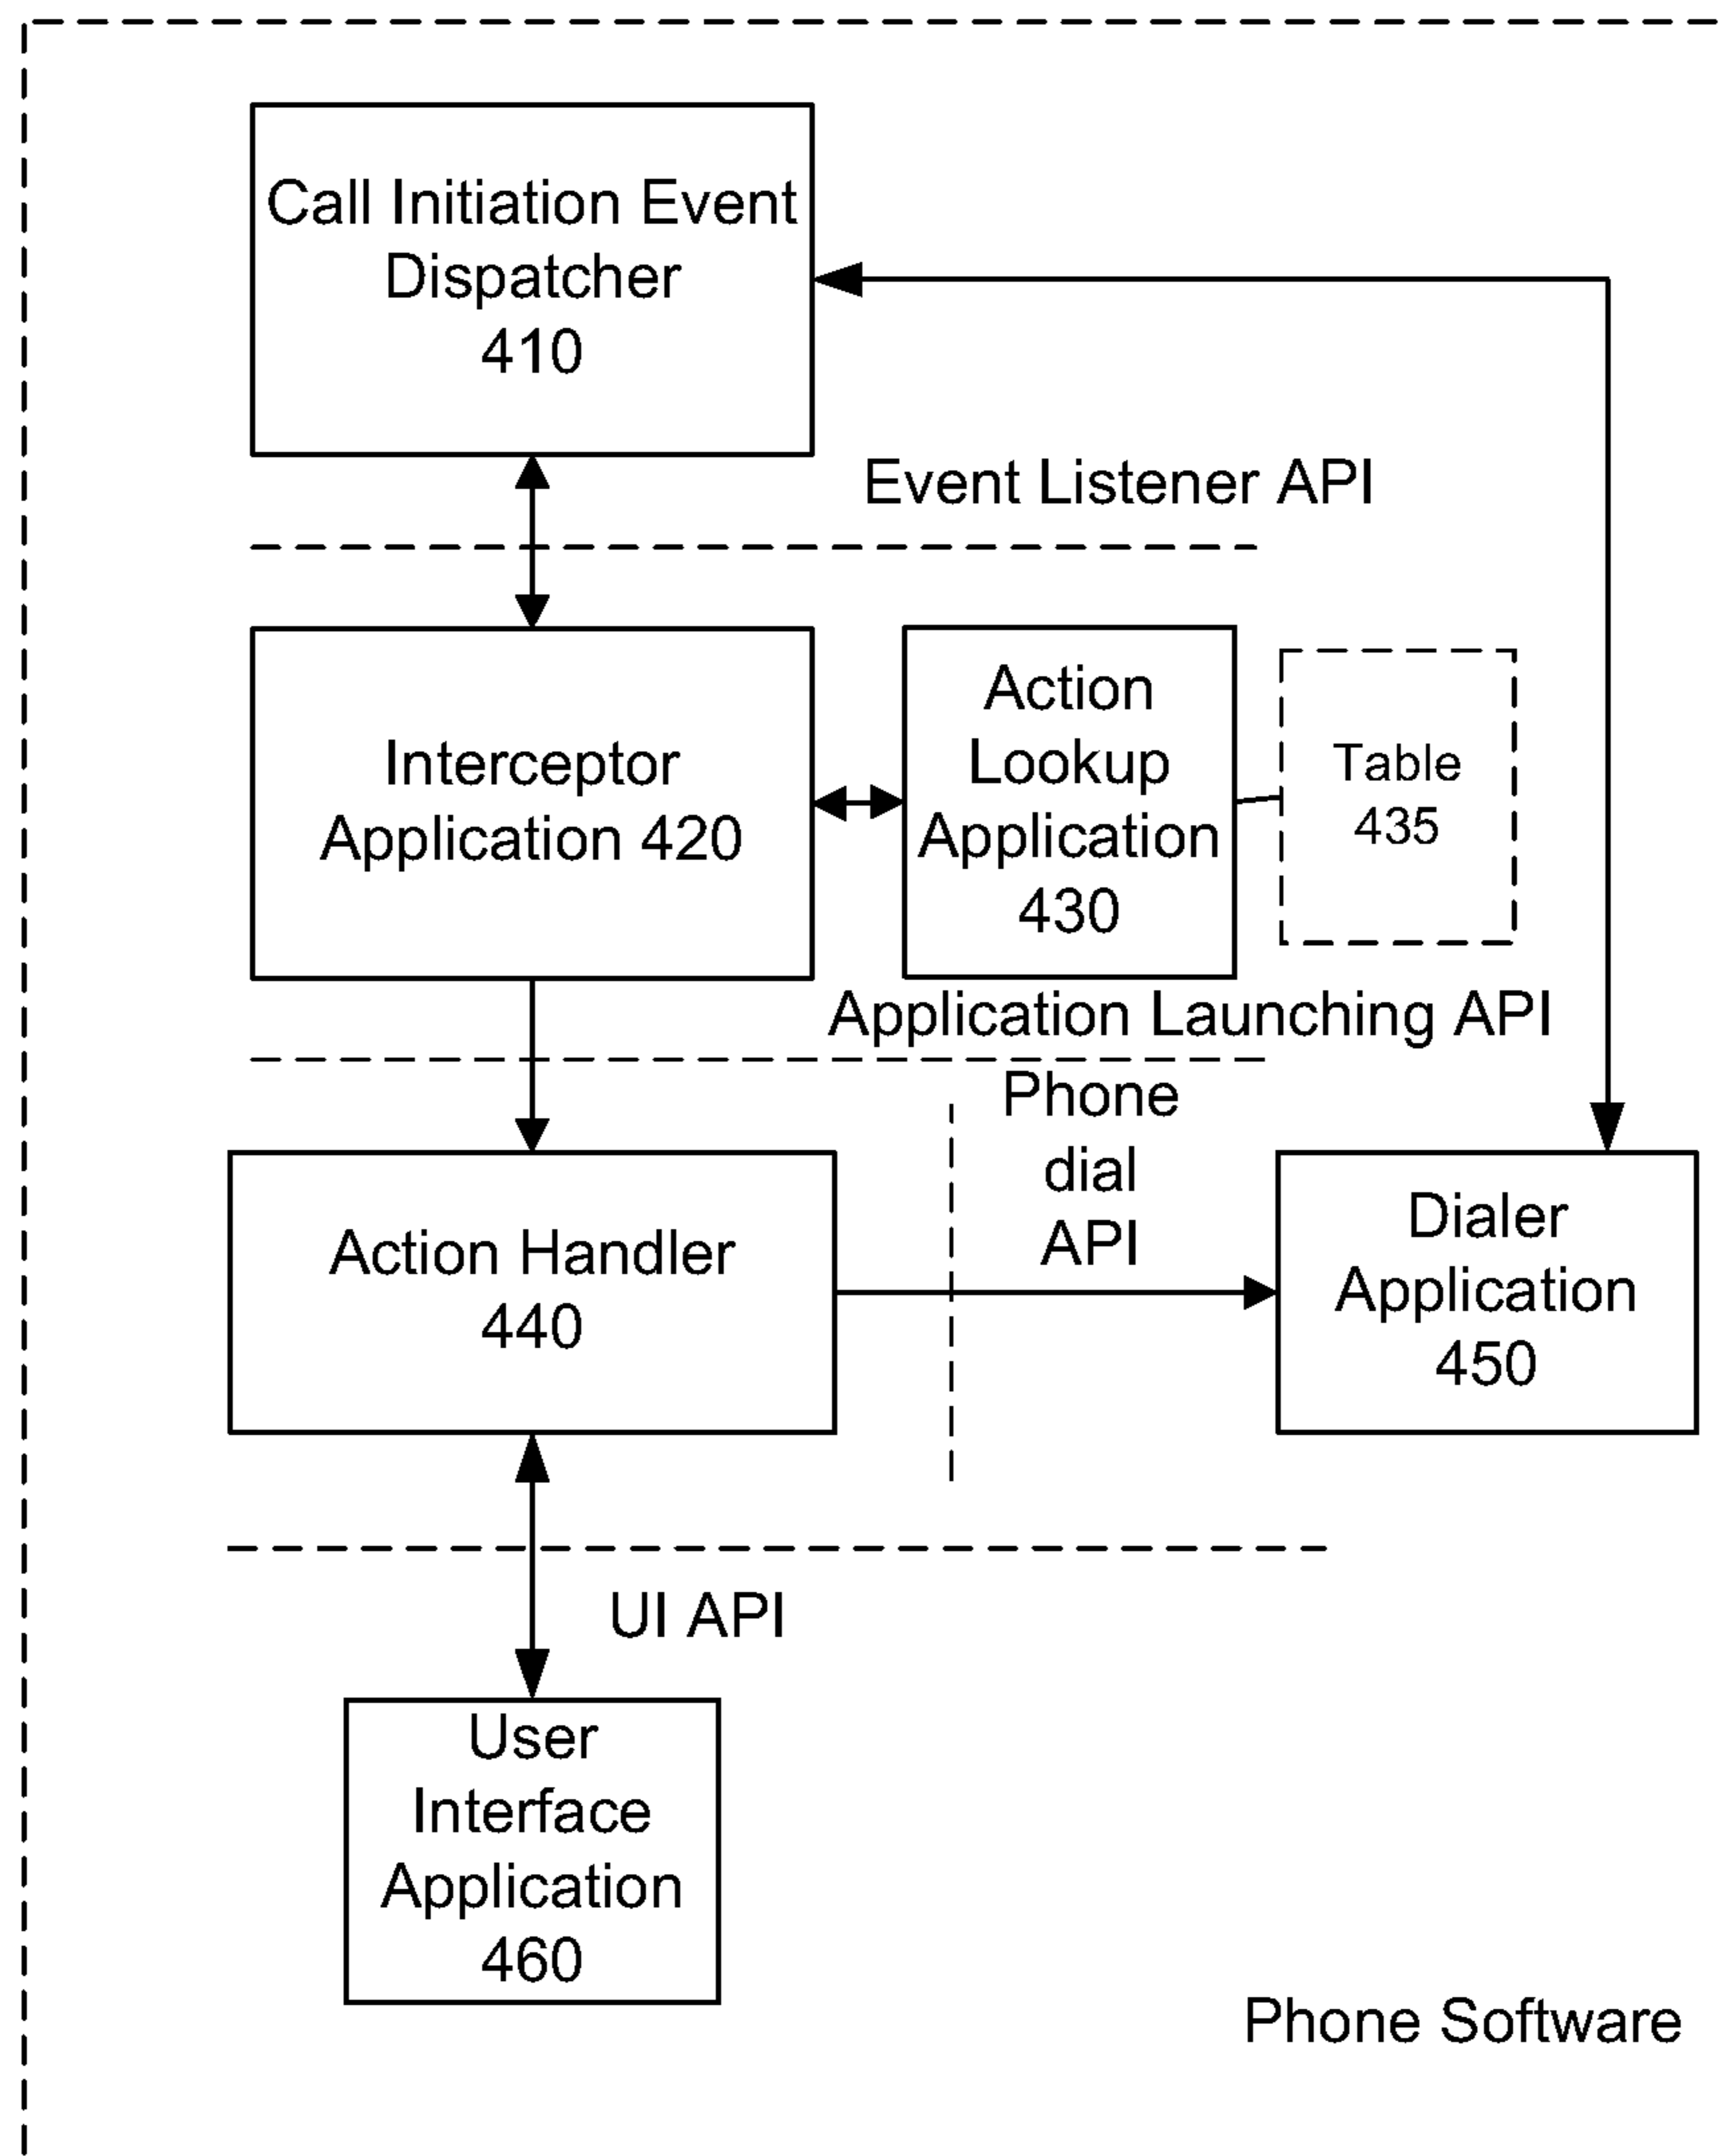 Call Initiation Event
Dispatcher
410
Event Listener API
Interceptor
Application 420
Action
Lookup
Application
430
Table
435
Application Launching API
Phone
dial
API
Action Handler
440
Dialer
Application
450
UI API
User
Interface
Application
460
Phone Software